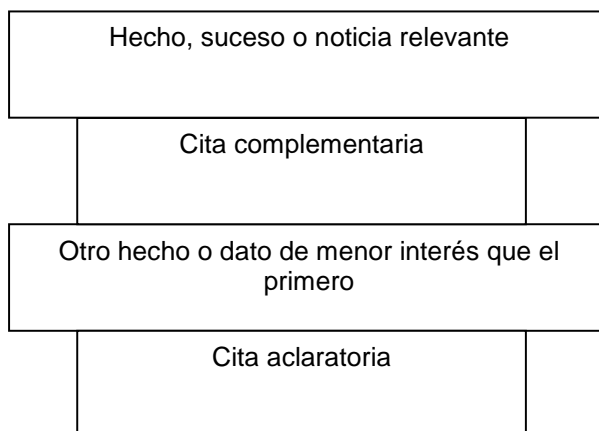 Hecho, suceso o noticia relevante
Cita complementaria
Otro hecho o dato de menor interés que el
primero
Cita aclaratoria